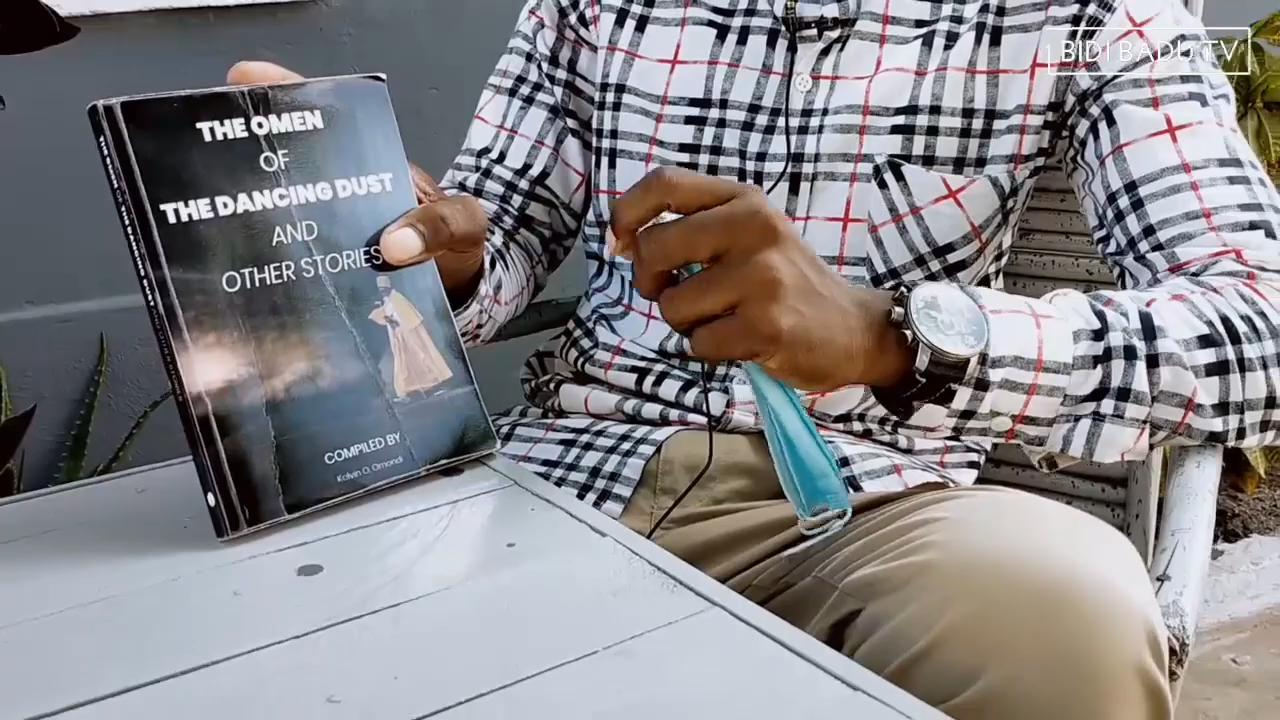 BIDI BADU TV
THE OMEN
OF
THE DANCING DUST
AND
OTHER STORIES
COMPILED BY
Kelvin O. Omondi